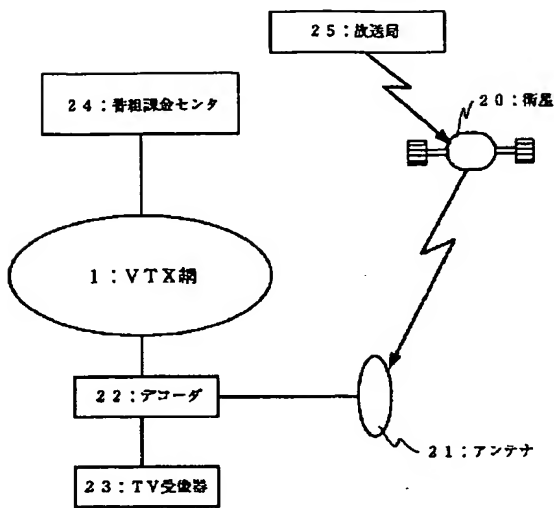 25：放送局
24：番組課金センタ
20：衛星
1：VTX網
22：デコーダ
21：アンテナ
23：TV受像器